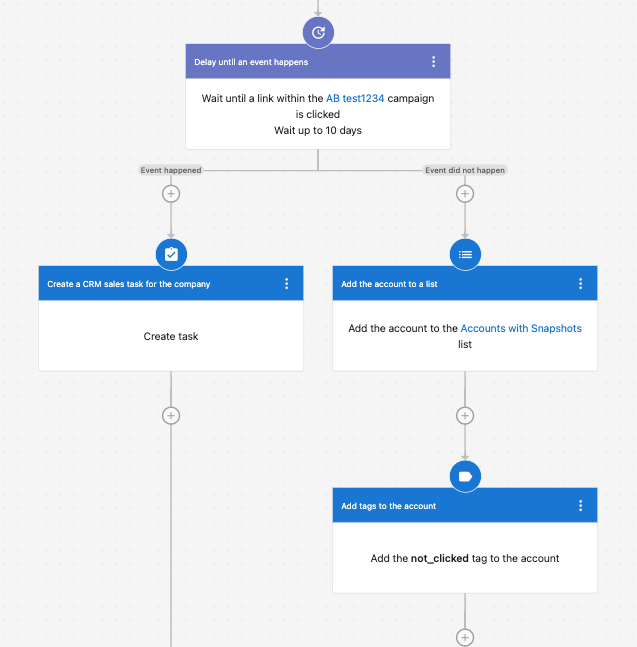 Delay until an event happens
Wait until a link within the AB test1234 campaign
is clicked
Wait up to 10 days
Event happened
Event did not happen
Create a CRM sales task for the company
Create task
Add the account to a list
Add the account to the Accounts with Snapshots
list
Add tags to the account
Add the not_clicked tag to the account